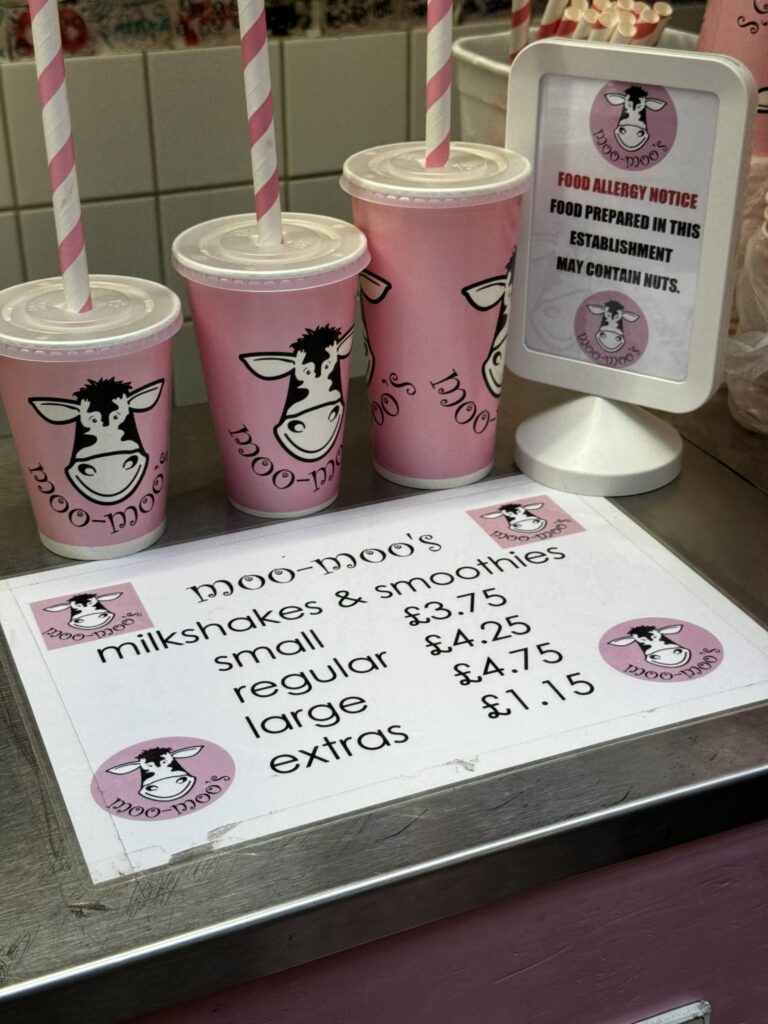 moo-moo's
FOOD ALLERGY NOTICE
FOOD PREPARED IN THIS
ESTABLISHMENT
MAY CONTAIN NUTS.
moo-moo's
moo-moo's
moo-moo's
moo-moo's
moo-moo's
moo-moo's
milkshakes & smoothies
small £3.75
regular £4.25
large £4.75
extras £1.15
moo-moo's
moo-moo's
moo-moo's